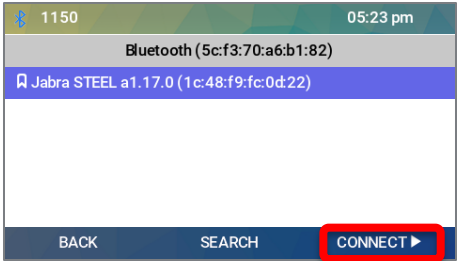 1150 05:23 pm
Bluetooth (5c:f3:70:a6:b1:82)
Jabra STEEL a1.17.0 (1c:48:f9:fc:0d:22)
BACK SEARCH CONNECT